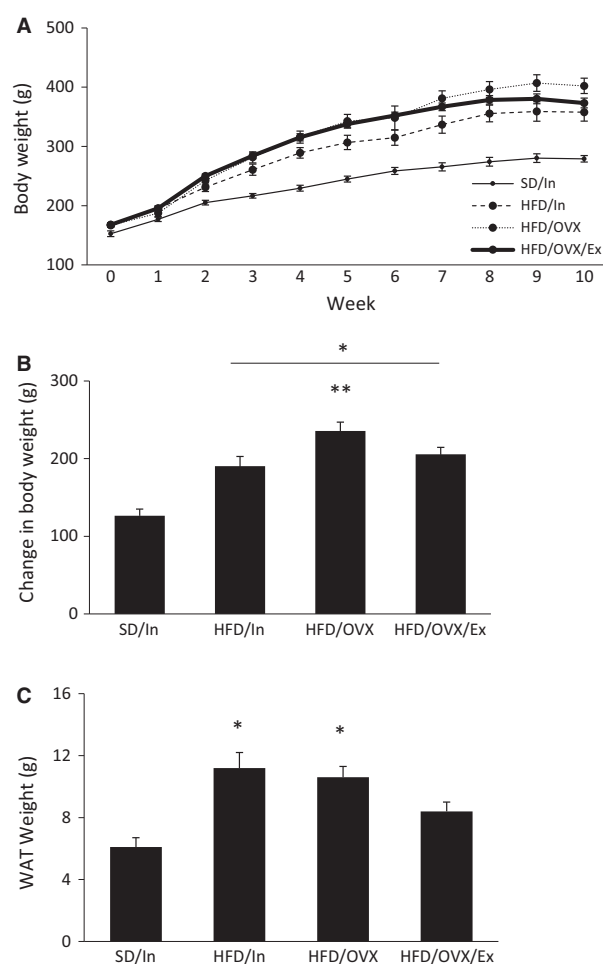 A
Body weight (g)
500
400
300
200
100
SD/In
HFD/In
HFD/OVX
HFD/OVX/Ex
0 1 2 3 4 5 6 7 8 9 10
Week
B
Change in body weight (g)
*
300
**
200
100
0
SD/In HFD/In HFD/OVX HFD/OVX/Ex
C
WAT Weight (g)
16
* *
12
8
4
0
SD/In HFD/In HFD/OVX HFD/OVX/Ex